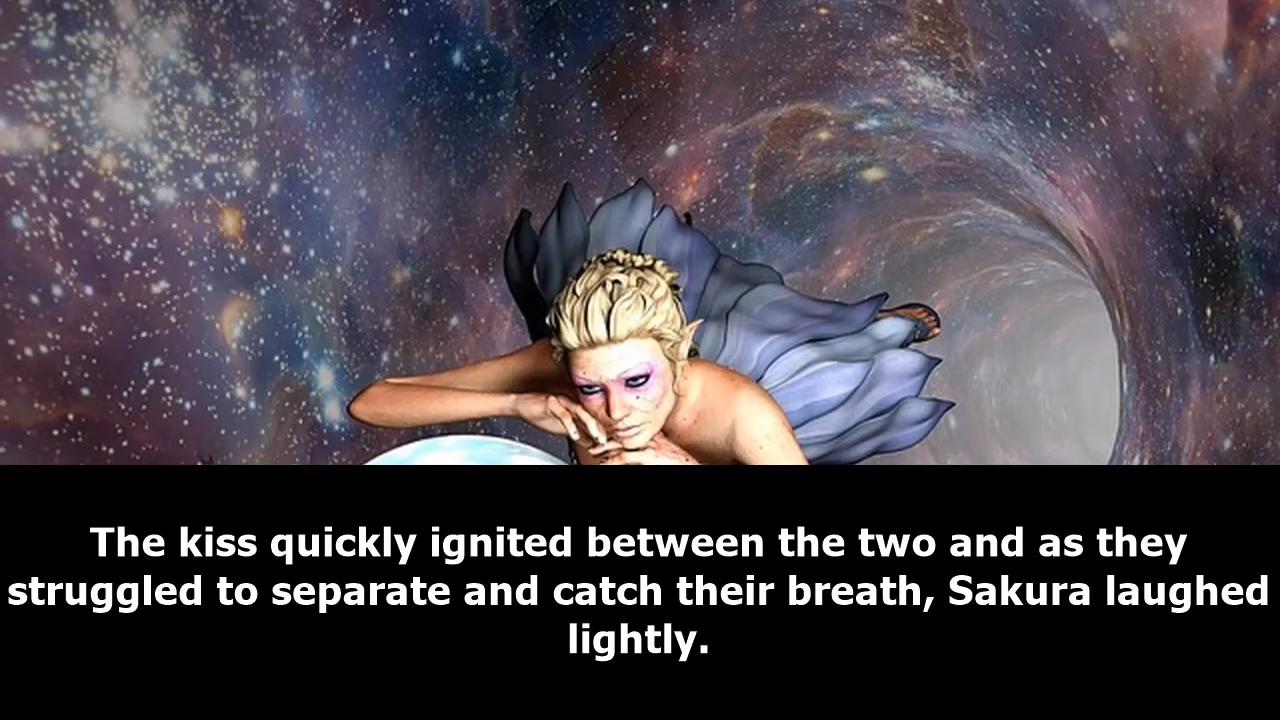 The kiss quickly ignited between the two and as they
struggled to separate and catch their breath, Sakura laughed
lightly.